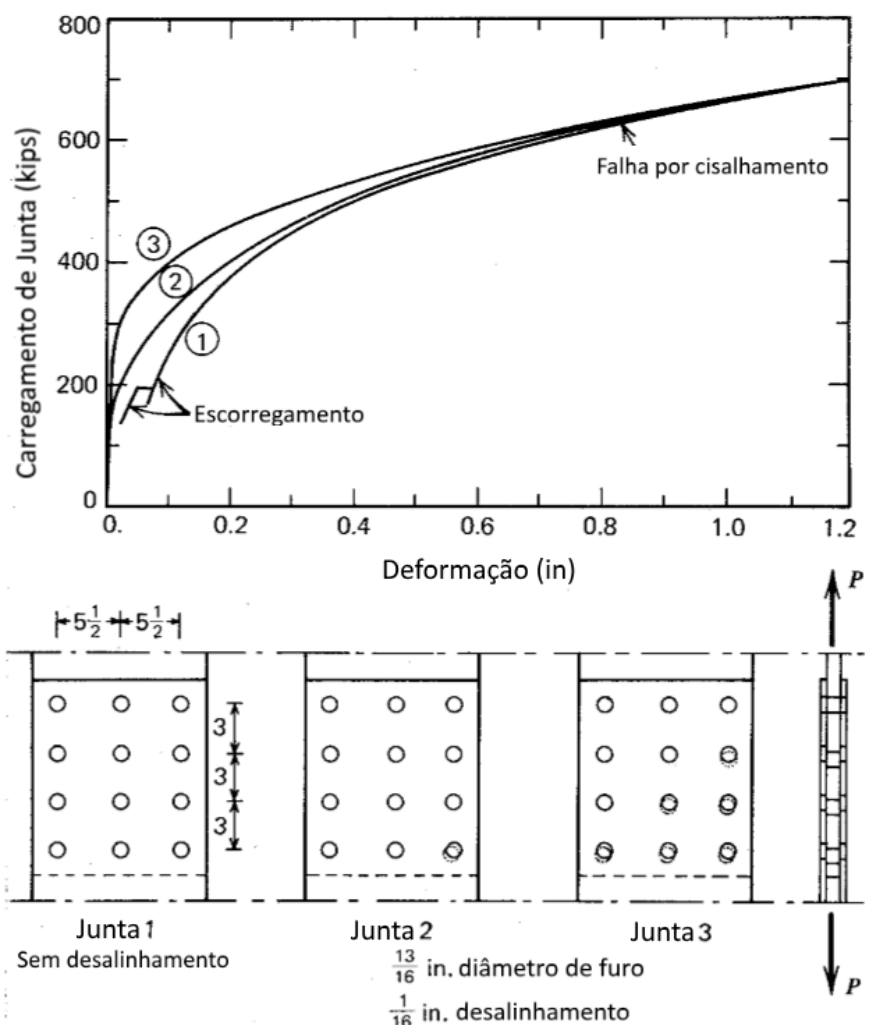 800
600
400
200
0
Carregamento de Junta (kips)
3
2
1
Falha por cisalhamento
Escorregamento
0.
0.2
0.4
0.6
0.8
1.0
1.2
Deformação (in)
P
5 1/2
5 1/2
3
3
3
Junta 1
Sem desalinhamento
Junta 2
Junta 3
13/16 in. diâmetro de furo
1/16 in. desalinhamento
P